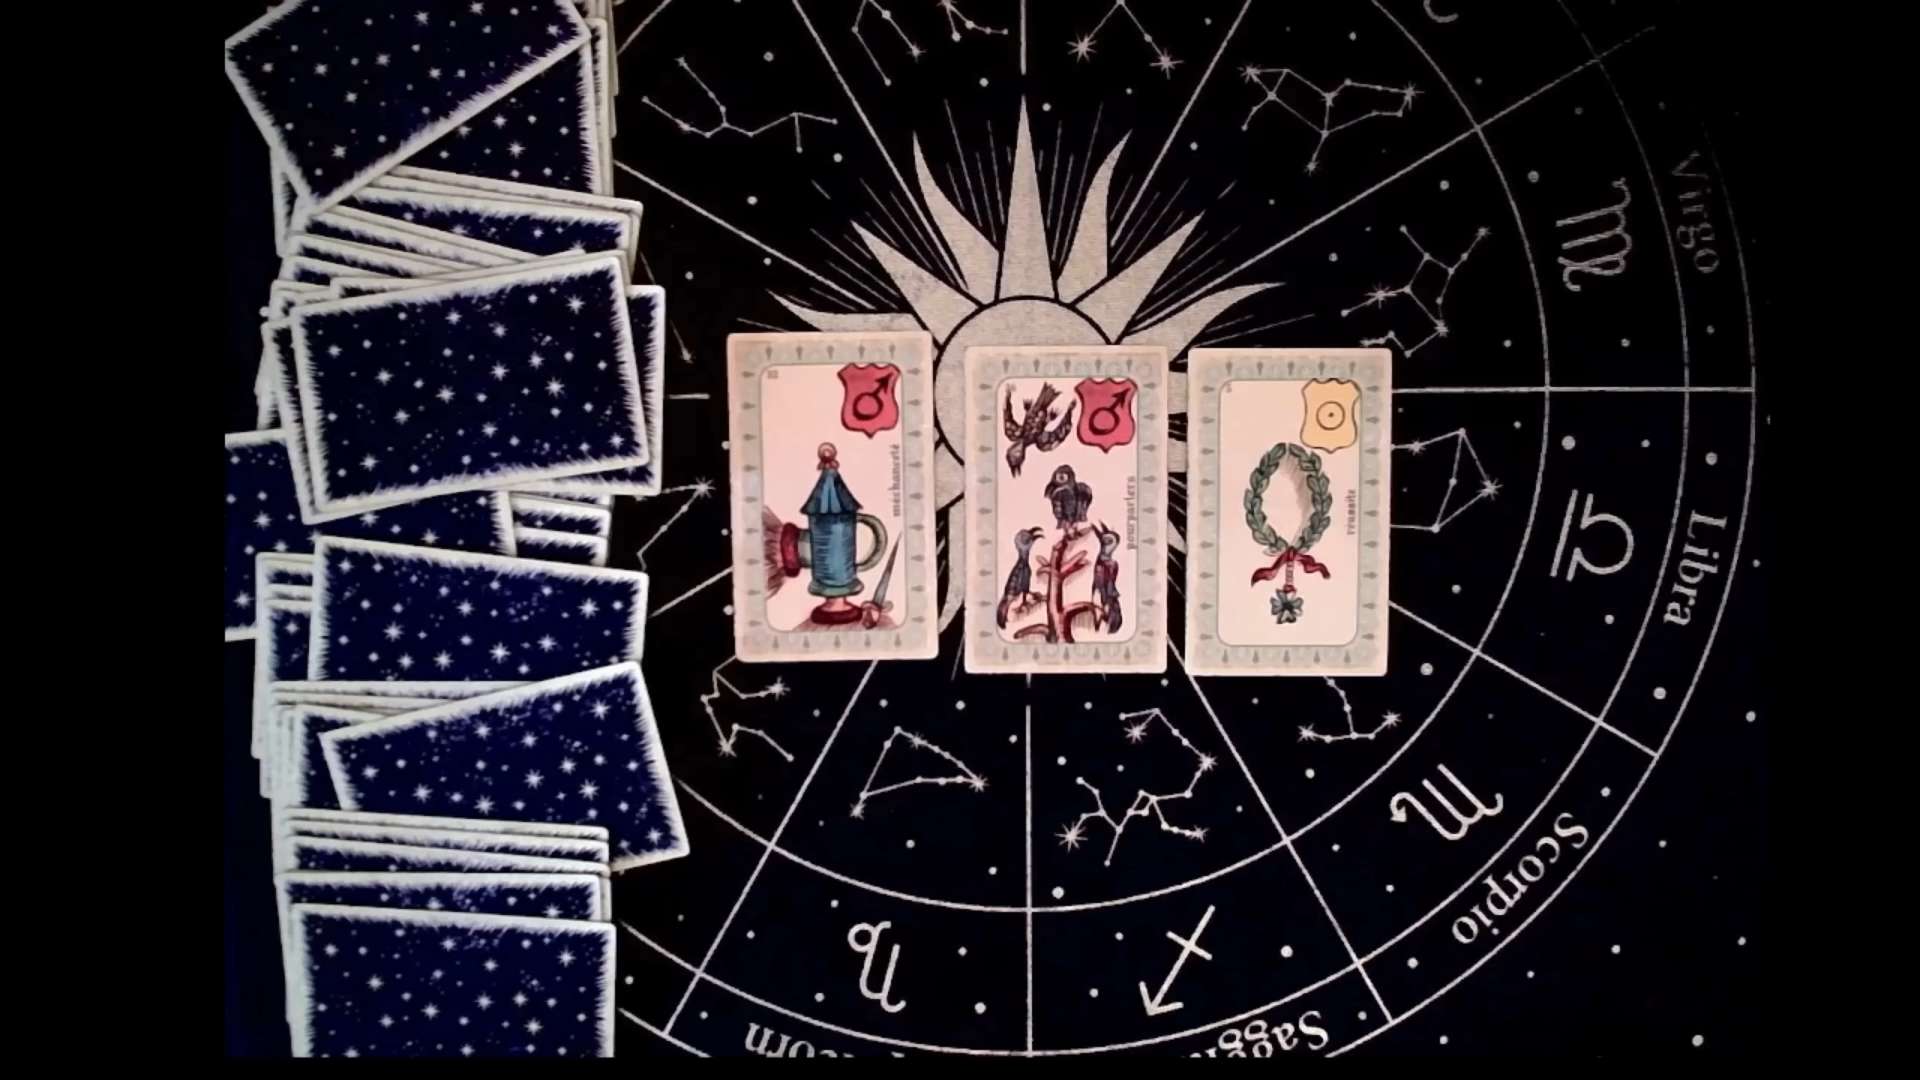 Virgo
Libra
Scorpio
méchanceté
pourparlers
réussite